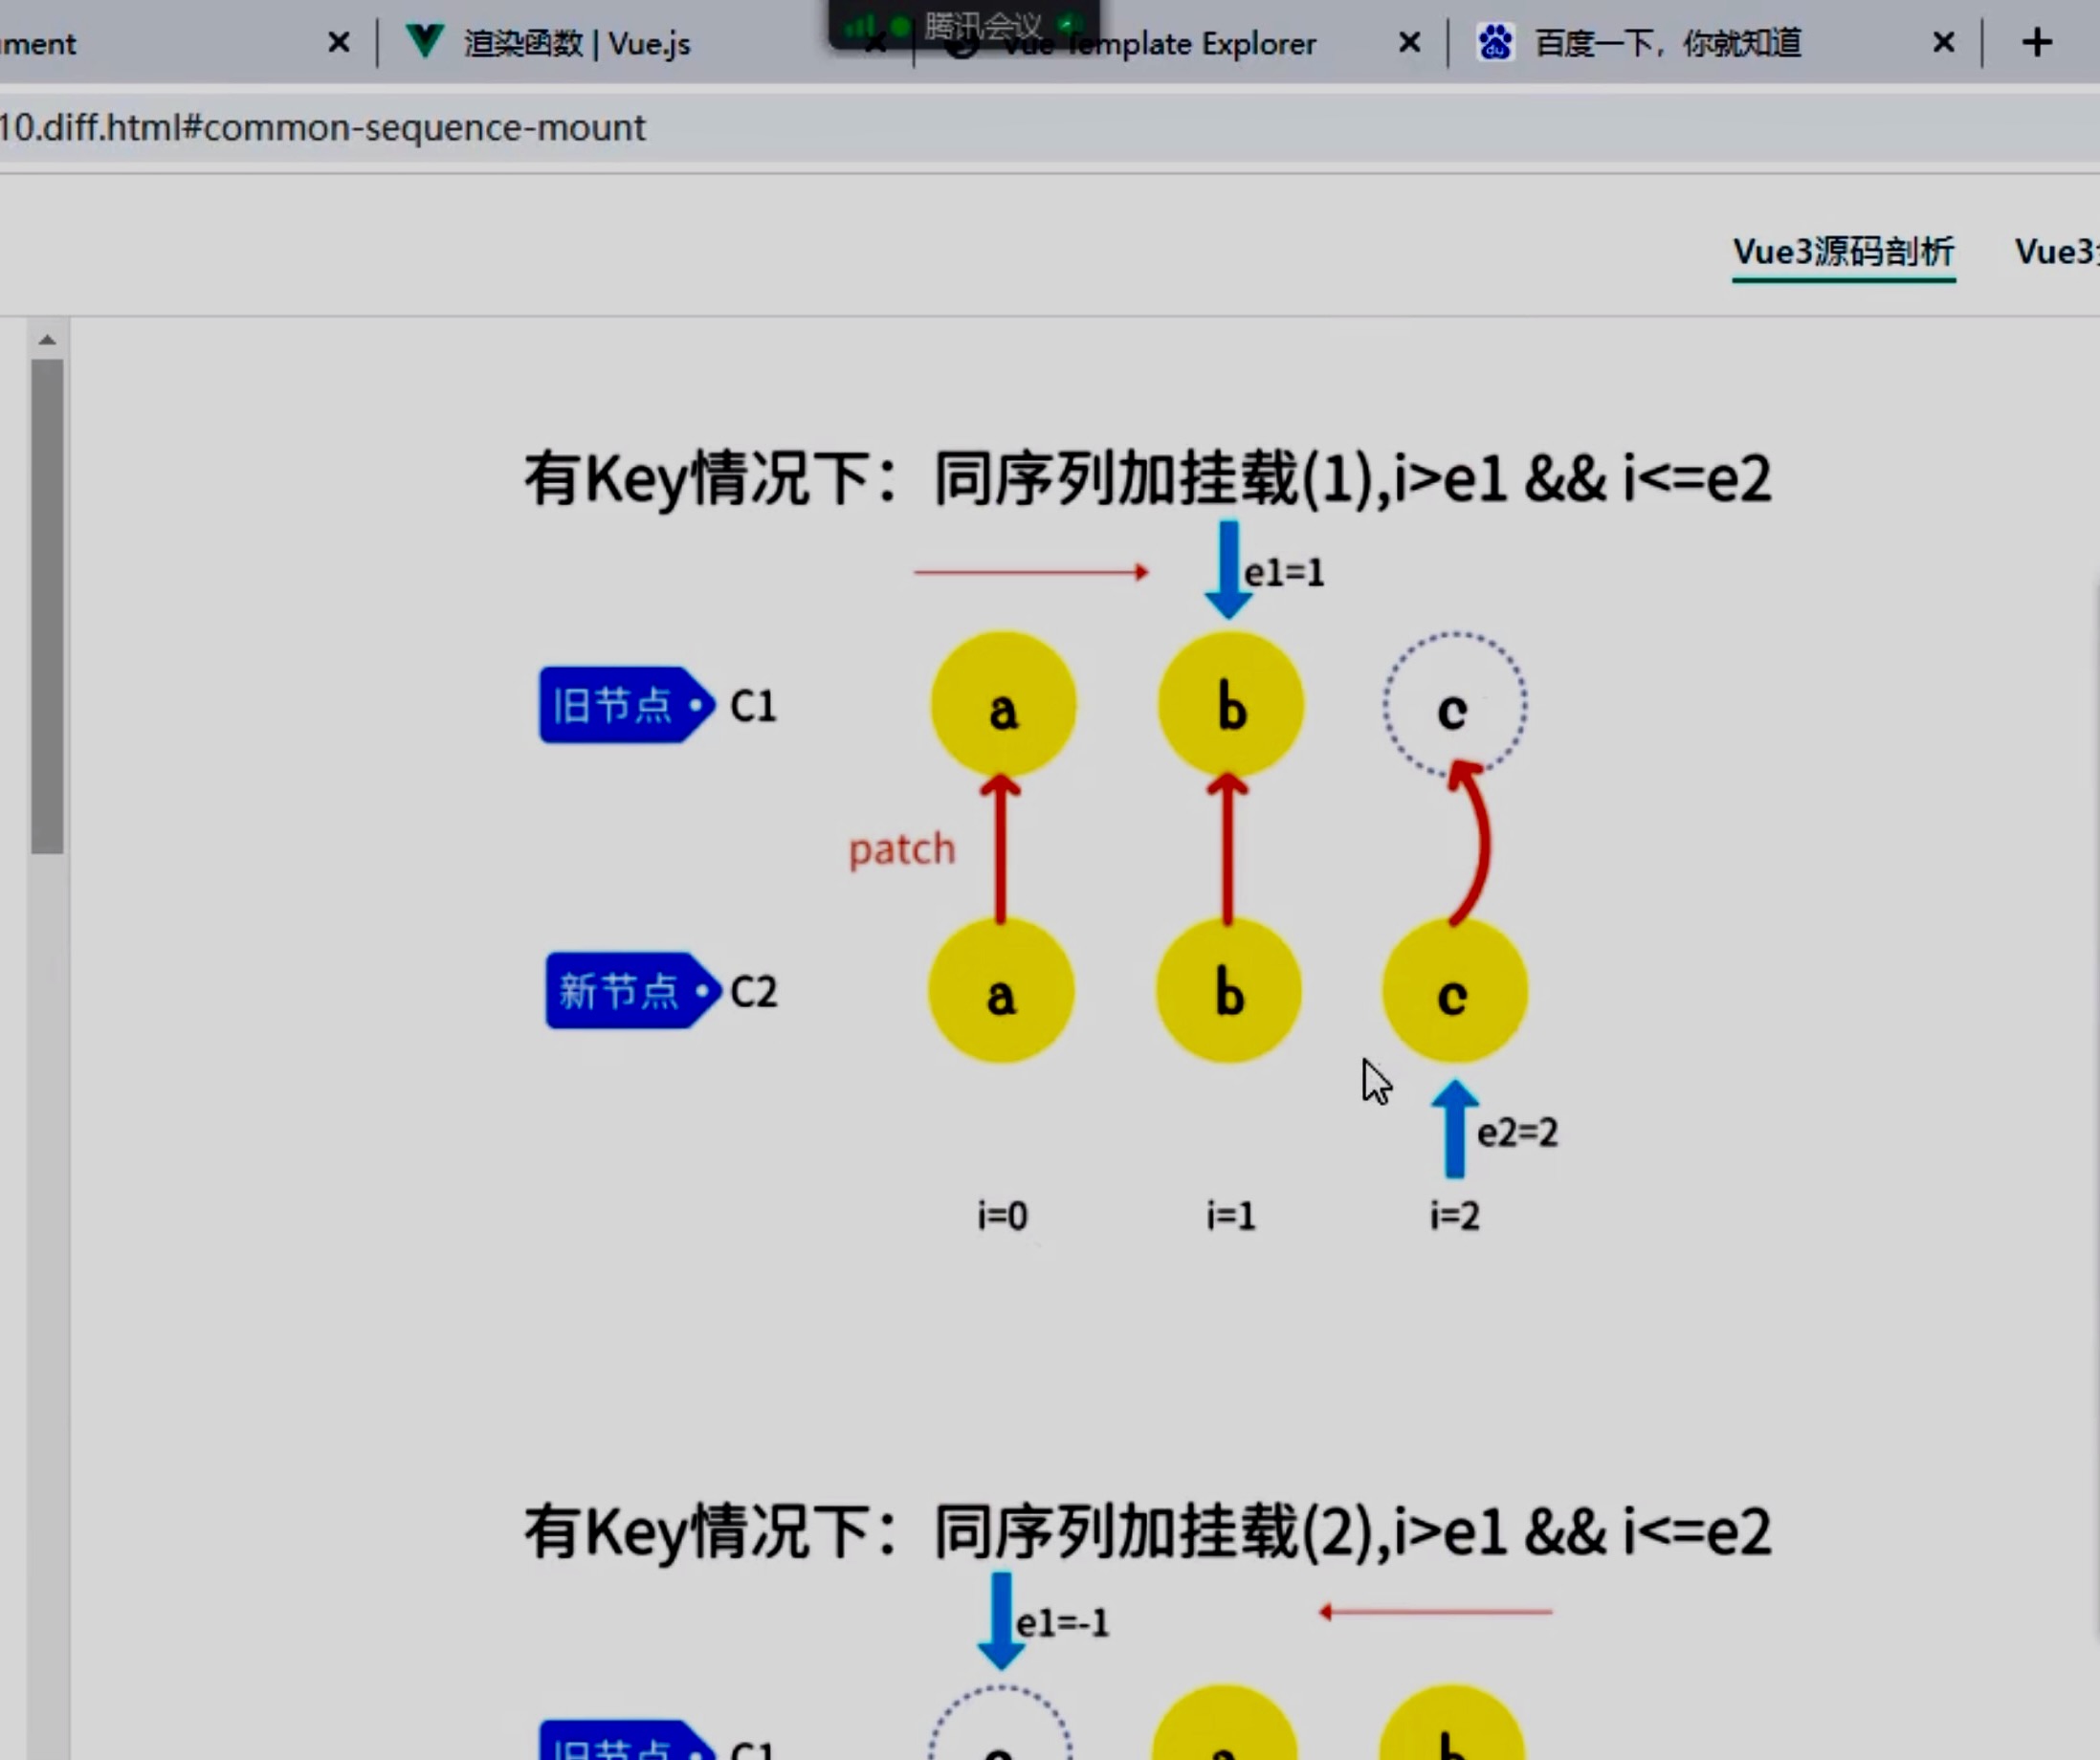 ument
渲染函数 | Vue.js
腾讯会议
Vue Template Explorer
百度一下，你就知道
10.diff.html#common-sequence-mount
Vue3源码剖析
Vue3
有Key情况下：同序列加挂载(1),i>e1 && i<=e2
e1=1
旧节点 C1 a b c
patch
新节点 C2 a b c
e2=2
i=0 i=1 i=2
有Key情况下：同序列加挂载(2),i>e1 && i<=e2
e1=-1
旧节点 C1 a b